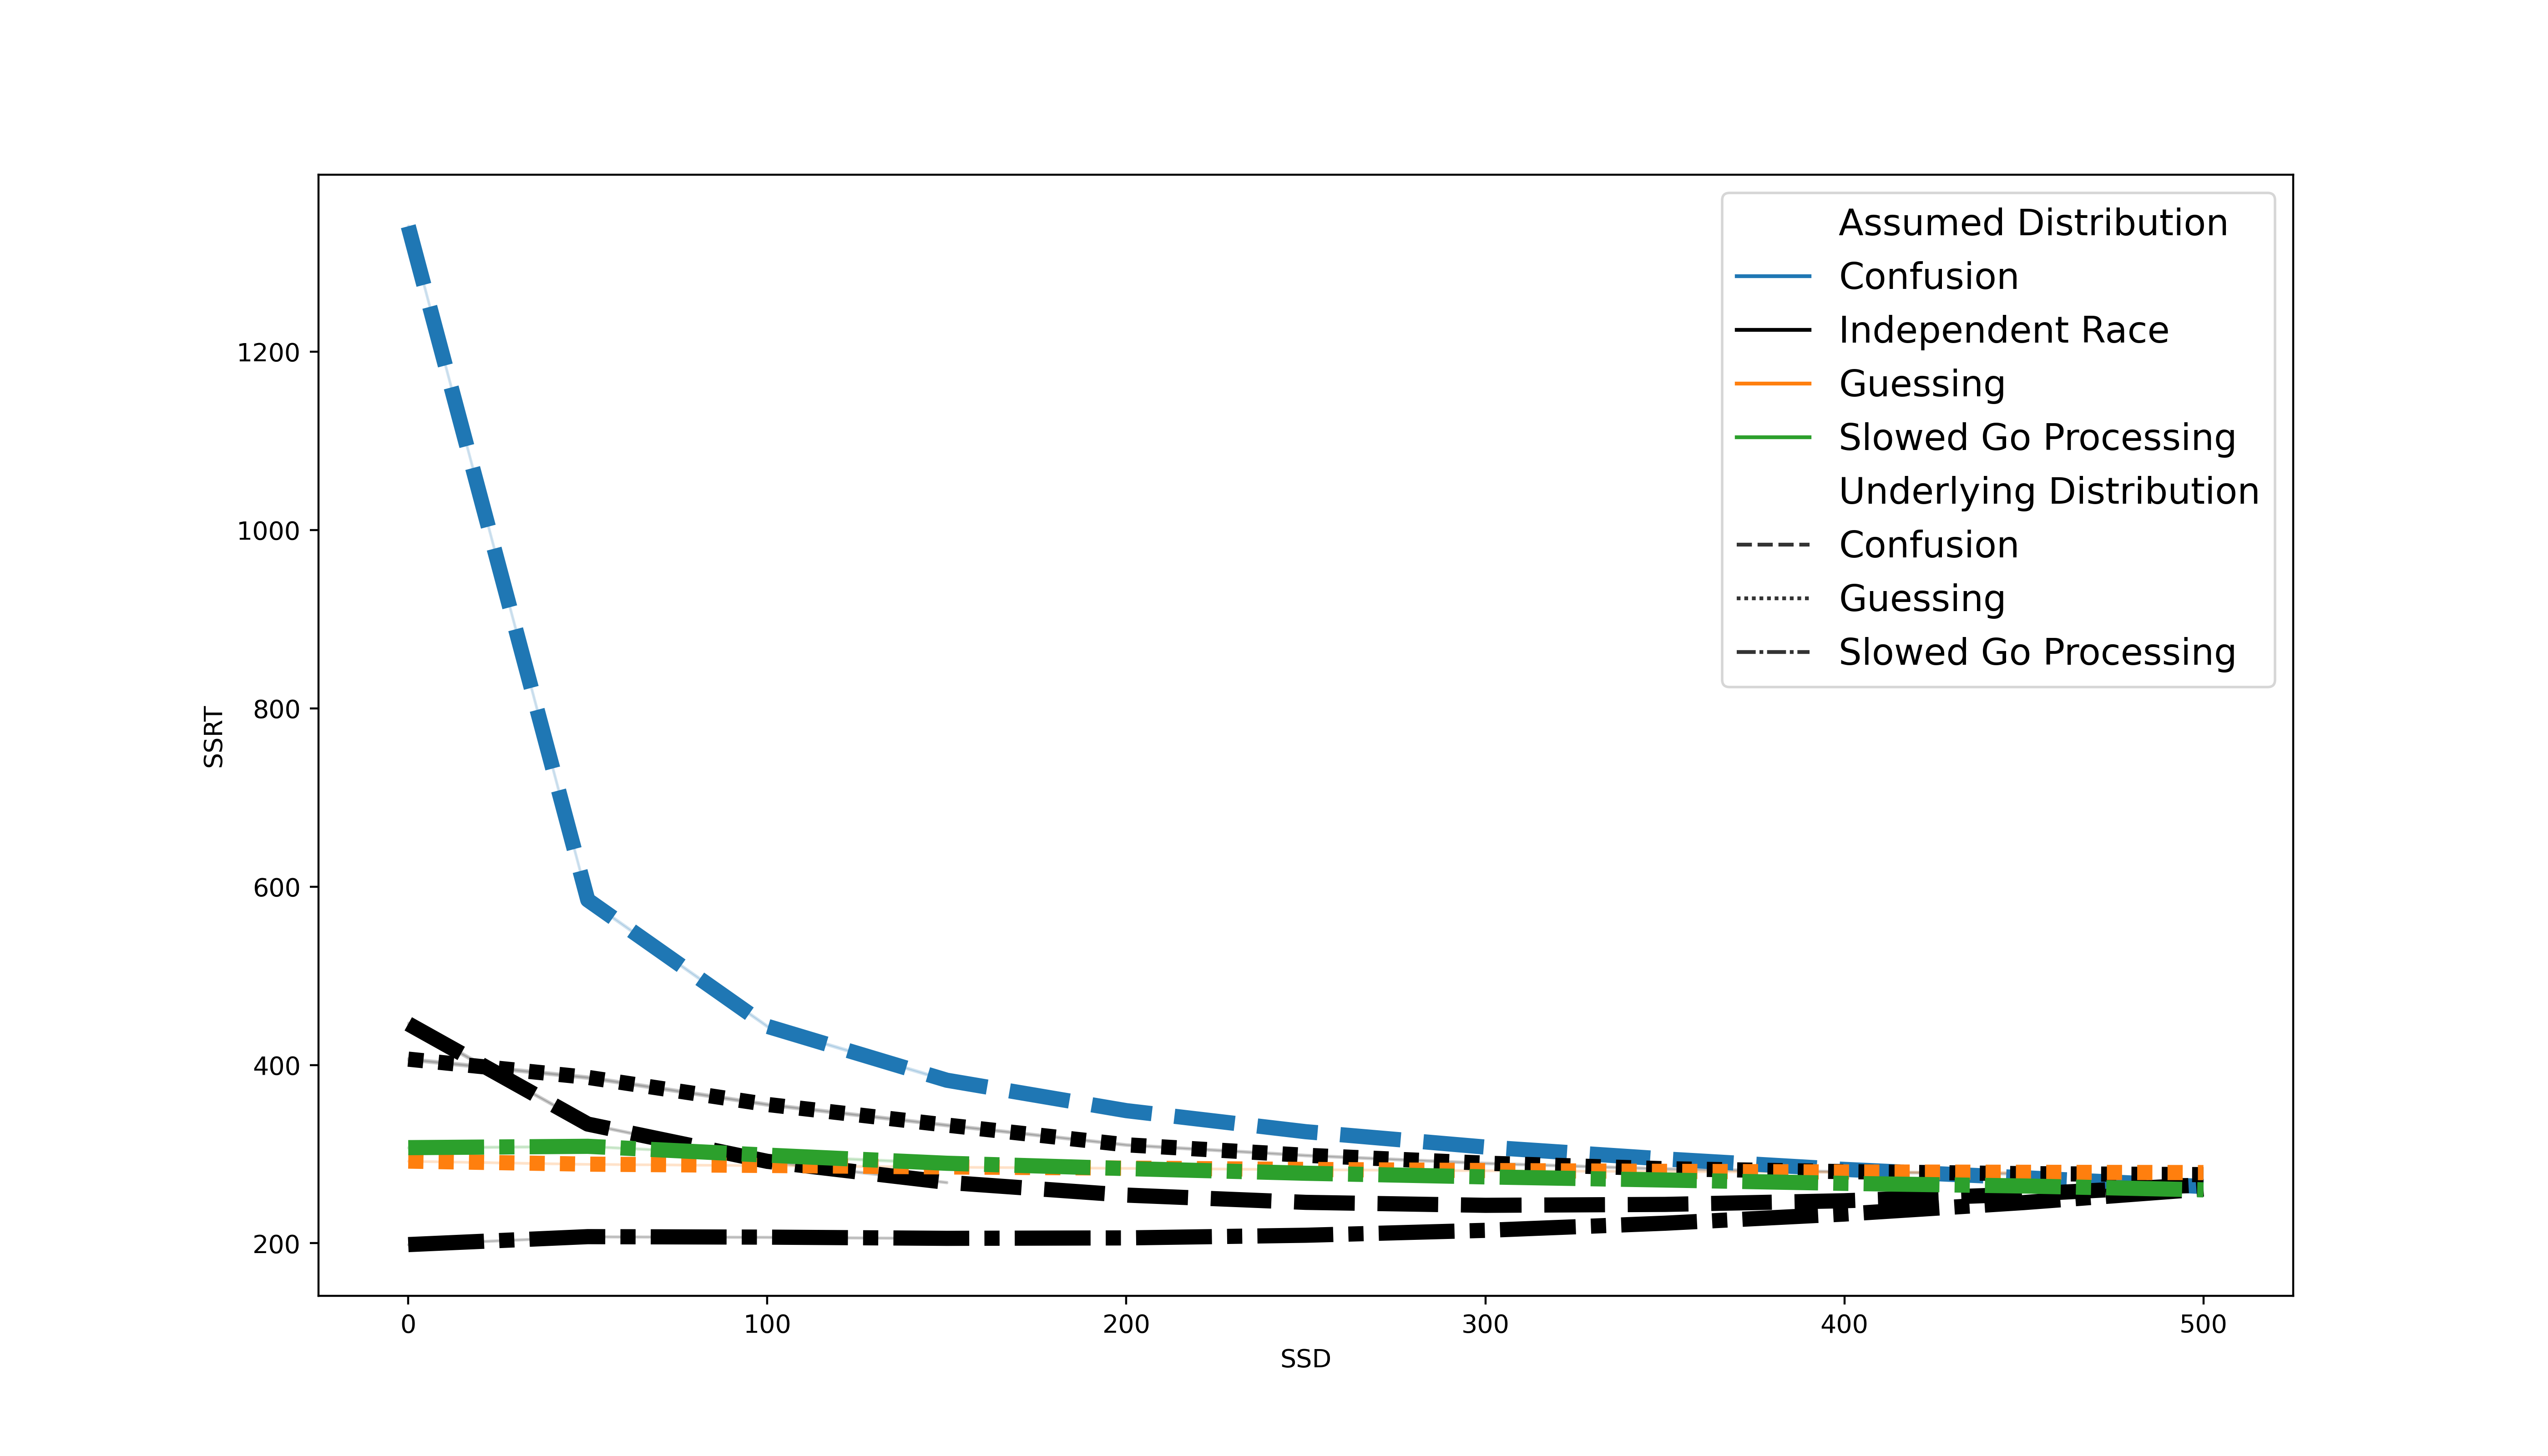 Assumed Distribution
Confusion
Independent Race
Guessing
Slowed Go Processing
Underlying Distribution
Confusion
Guessing
Slowed Go Processing
1200
1000
800
600
400
200
SSRT
0 100 200 300 400 500
SSD